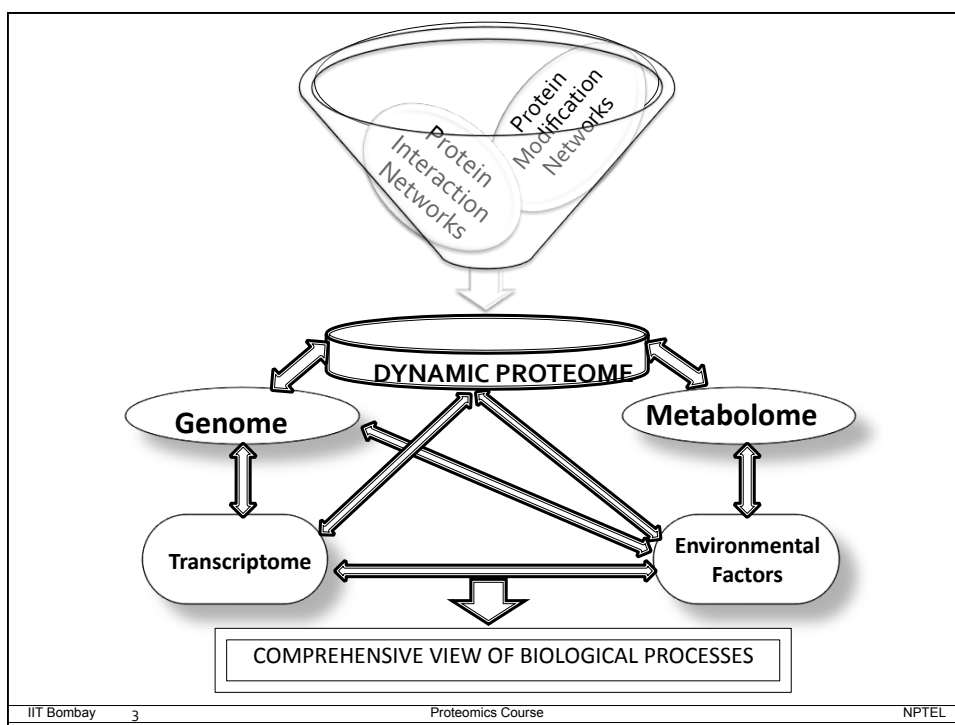 Protein
Modification
Networks
Protein
Interaction
Networks
DYNAMIC PROTEOME
Genome
Metabolome
Transcriptome
Environmental
Factors
COMPREHENSIVE VIEW OF BIOLOGICAL PROCESSES
IIT Bombay 3 Proteomics Course NPTEL